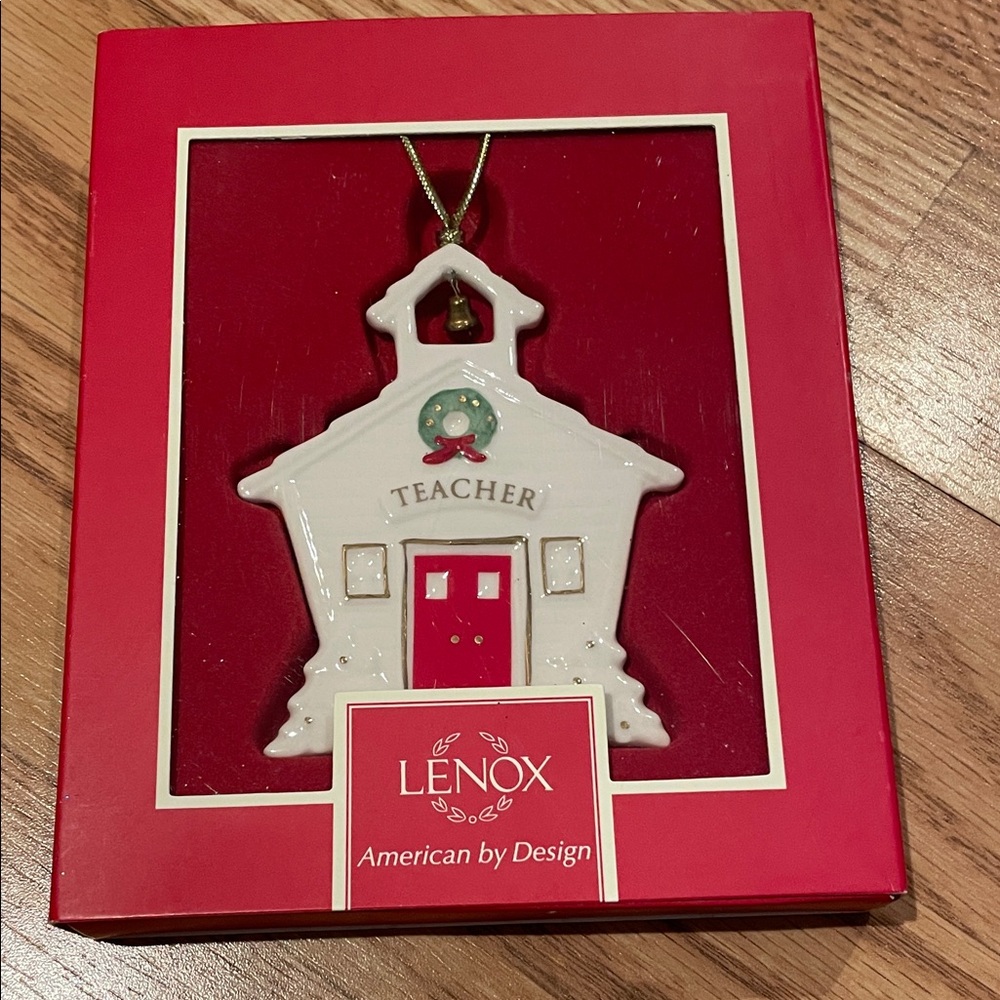 TEACHER
LENOX
American by Design